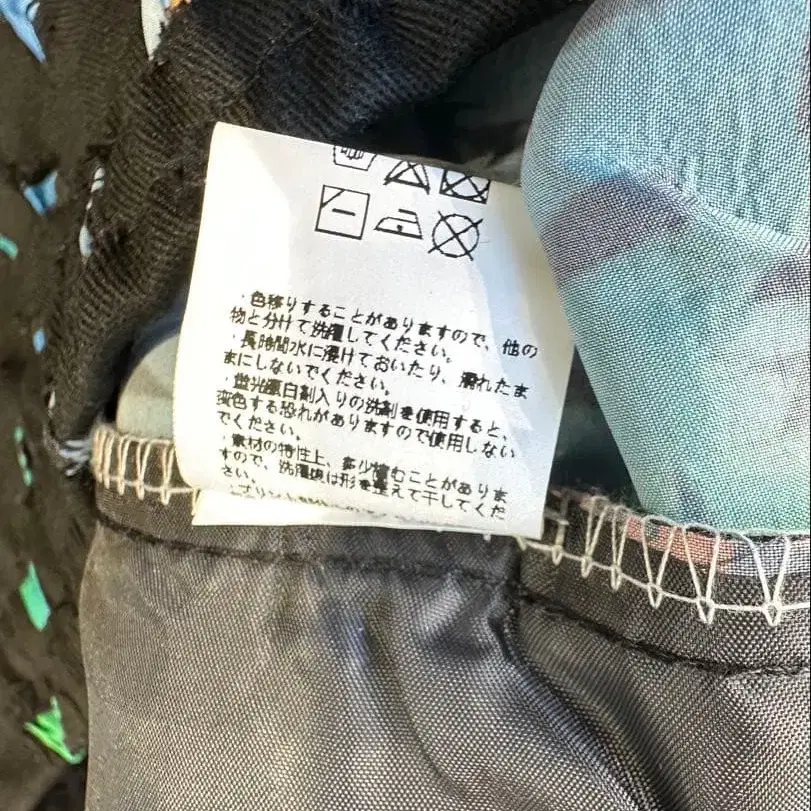 ・色移りすることがありますので、他の
物と分けて洗濯してください。
・長時間水に浸けておいたり、濡れたま
まにしないでください。
・蛍光蛋白剤入りの洗剤を使用すると、
変色する恐れがありますので使用しない
でください。
・素材の特性上、多少縮むことがありま
すので、洗濯後は形を整えて干してくだ
さい。
・プリント